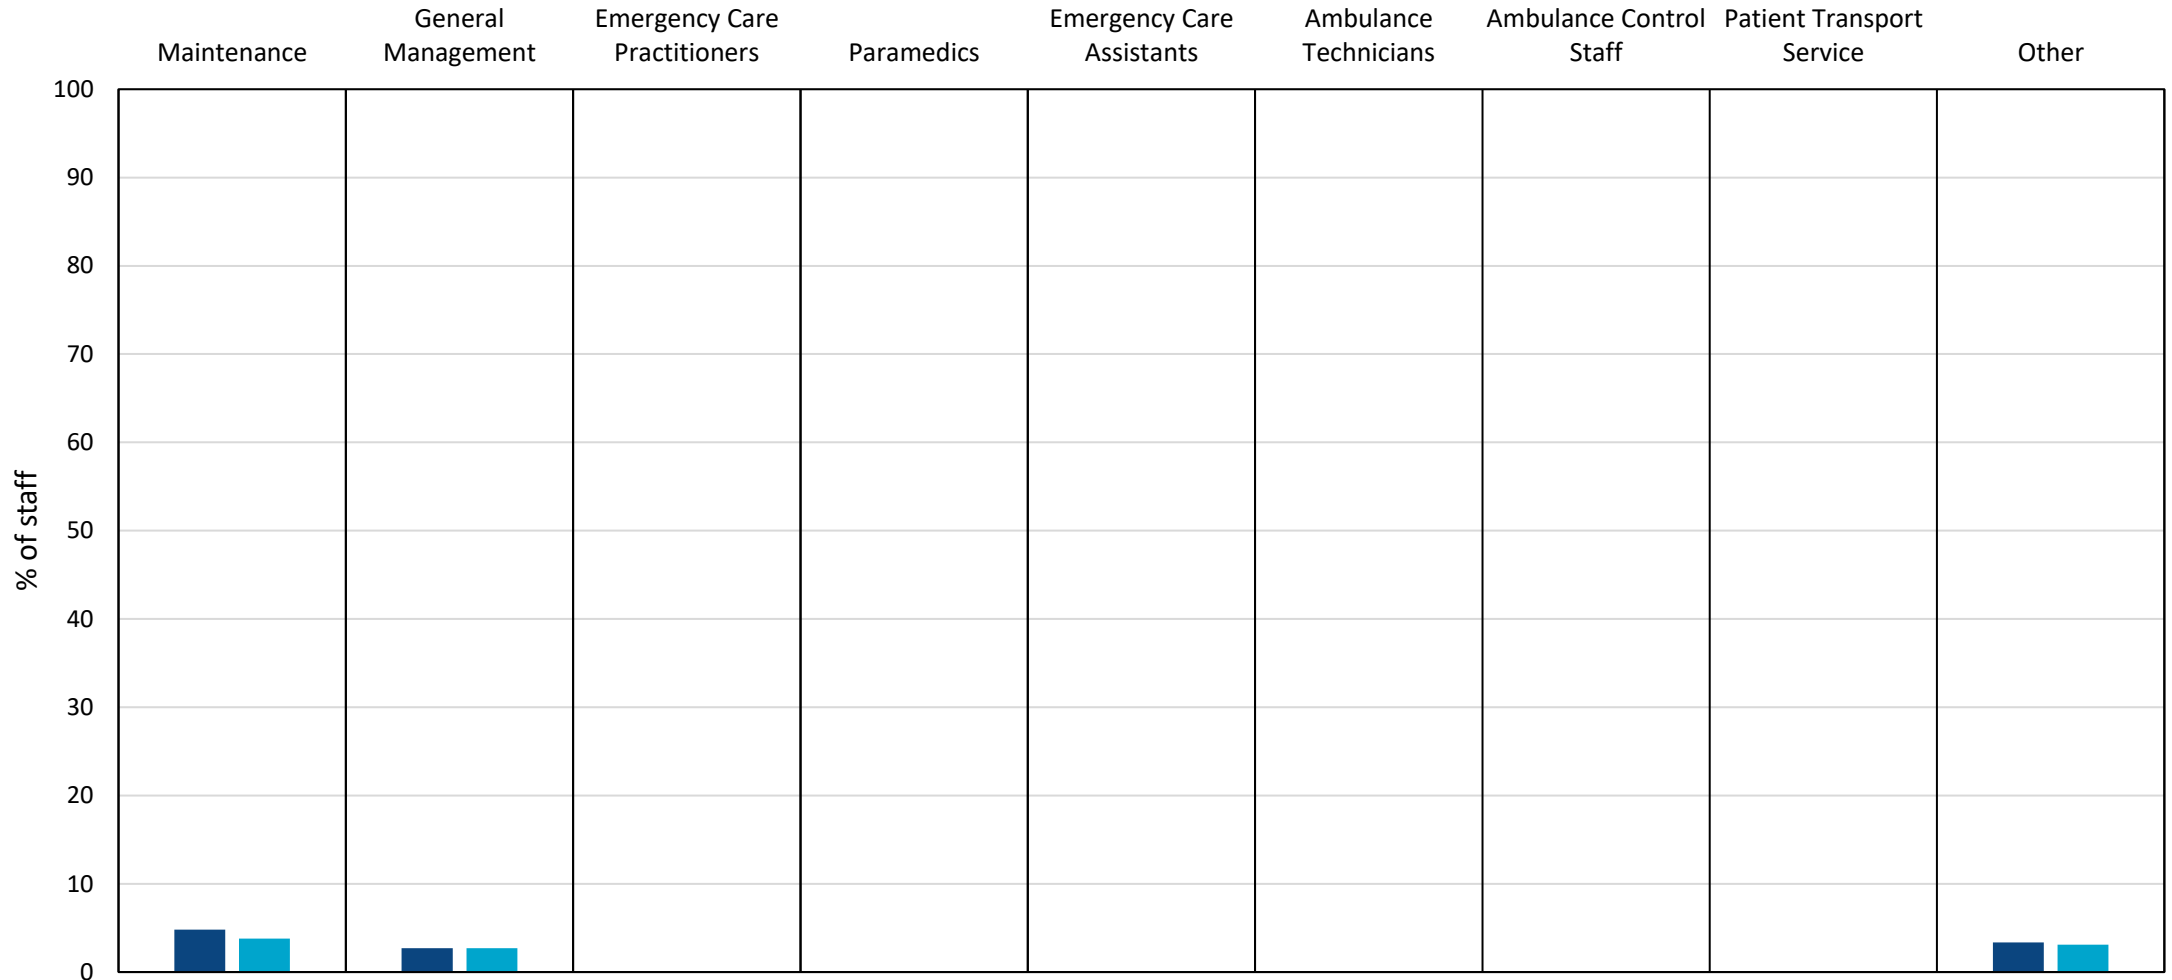 Maintenance
General
Management
Emergency Care
Practitioners
Paramedics
Emergency Care
Assistants
Ambulance
Technicians
Ambulance Control
Staff
Patient Transport
Service
Other
% of staff
100
90
80
70
60
50
40
30
20
10
0